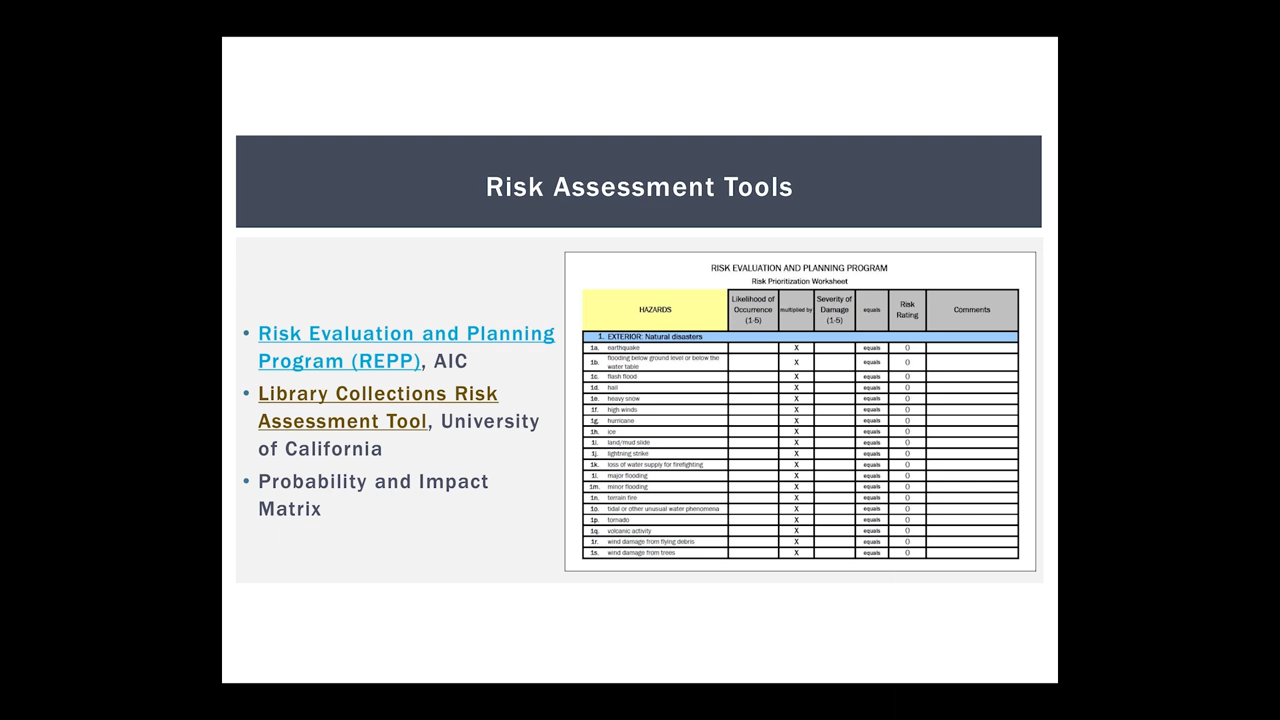 Risk Assessment Tools
• Risk Evaluation and Planning
Program (REPP), AIC
• Library Collections Risk
Assessment Tool, University
of California
• Probability and Impact
Matrix
RISK EVALUATION AND PLANNING PROGRAM
Risk Prioritization Worksheet
HAZARDS Likelihood of Occurrence (1-5) multiplied by Severity of Damage (1-5) equals Risk Rating Comments
1. EXTERIOR: Natural disasters
1a. earthquake X equals 0
1b. flooding below ground level or below the water table X equals 0
1c. flash flood X equals 0
1d. hail X equals 0
1e. heavy snow X equals 0
1f. high winds X equals 0
1g. hurricane X equals 0
1h. ice X equals 0
1i. land/mud slide X equals 0
1j. lightning strike X equals 0
1k. loss of water supply for firefighting X equals 0
1l. major flooding X equals 0
1m. minor flooding X equals 0
1n. terrain fire X equals 0
1o. tidal or other unusual water phenomena X equals 0
1p. tornado X equals 0
1q. volcanic activity X equals 0
1r. wind damage from flying debris X equals 0
1s. wind damage from trees X equals 0